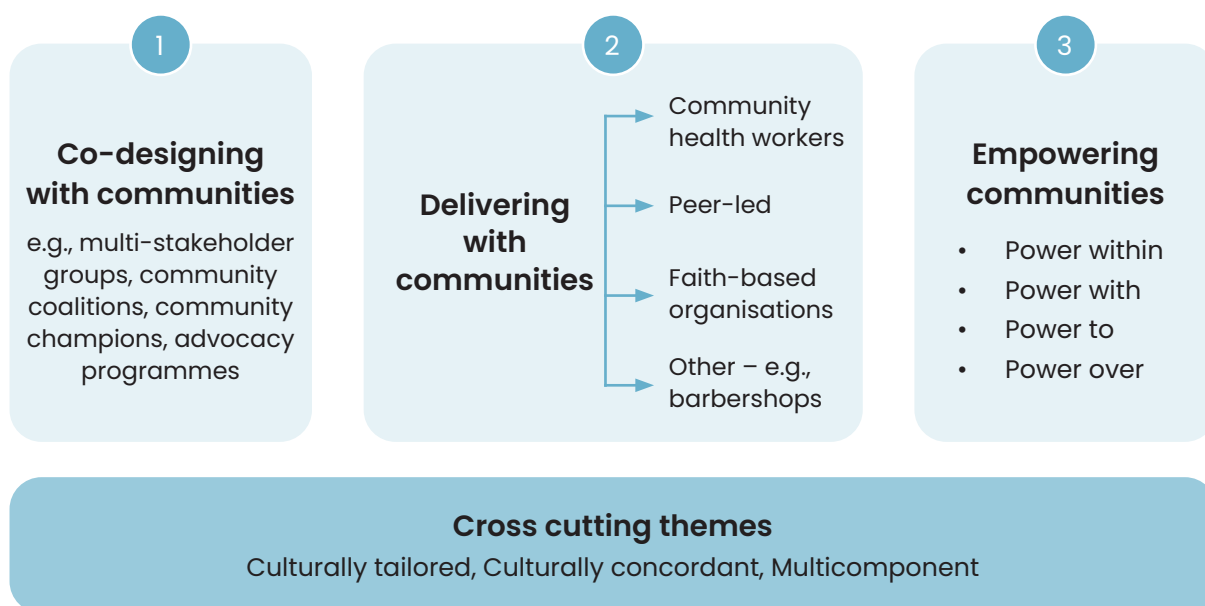 1
Co-designing
with communities
e.g., multi-stakeholder
groups, community
coalitions, community
champions, advocacy
programmes
2
Delivering
with
communities
Community
health workers
Peer-led
Faith-based
organisations
Other – e.g.,
barbershops
3
Empowering
communities
• Power within
• Power with
• Power to
• Power over
Cross cutting themes
Culturally tailored, Culturally concordant, Multicomponent